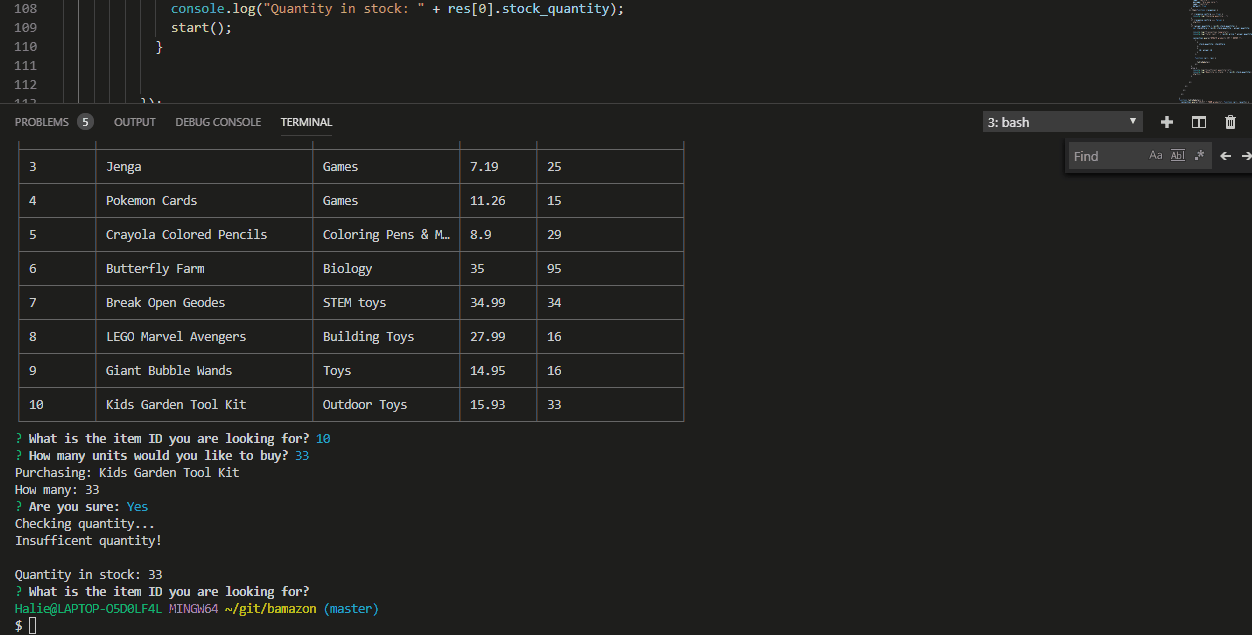 108 console.log("Quantity in stock: " + res[0].stock_quantity);
109 start();
110 }
111
112
113 });
PROBLEMS 5 OUTPUT DEBUG CONSOLE TERMINAL 3: bash
Find Aa Abl .*
3 Jenga Games 7.19 25
4 Pokemon Cards Games 11.26 15
5 Crayola Colored Pencils Coloring Pens & M… 8.9 29
6 Butterfly Farm Biology 35 95
7 Break Open Geodes STEM toys 34.99 34
8 LEGO Marvel Avengers Building Toys 27.99 16
9 Giant Bubble Wands Toys 14.95 16
10 Kids Garden Tool Kit Outdoor Toys 15.93 33
? What is the item ID you are looking for? 10
? How many units would you like to buy? 33
Purchasing: Kids Garden Tool Kit
How many: 33
? Are you sure: Yes
Checking quantity...
Insufficent quantity!
Quantity in stock: 33
? What is the item ID you are looking for?
Halie@LAPTOP-O5D0LF4L MINGW64 ~/git/bamazon (master)
$